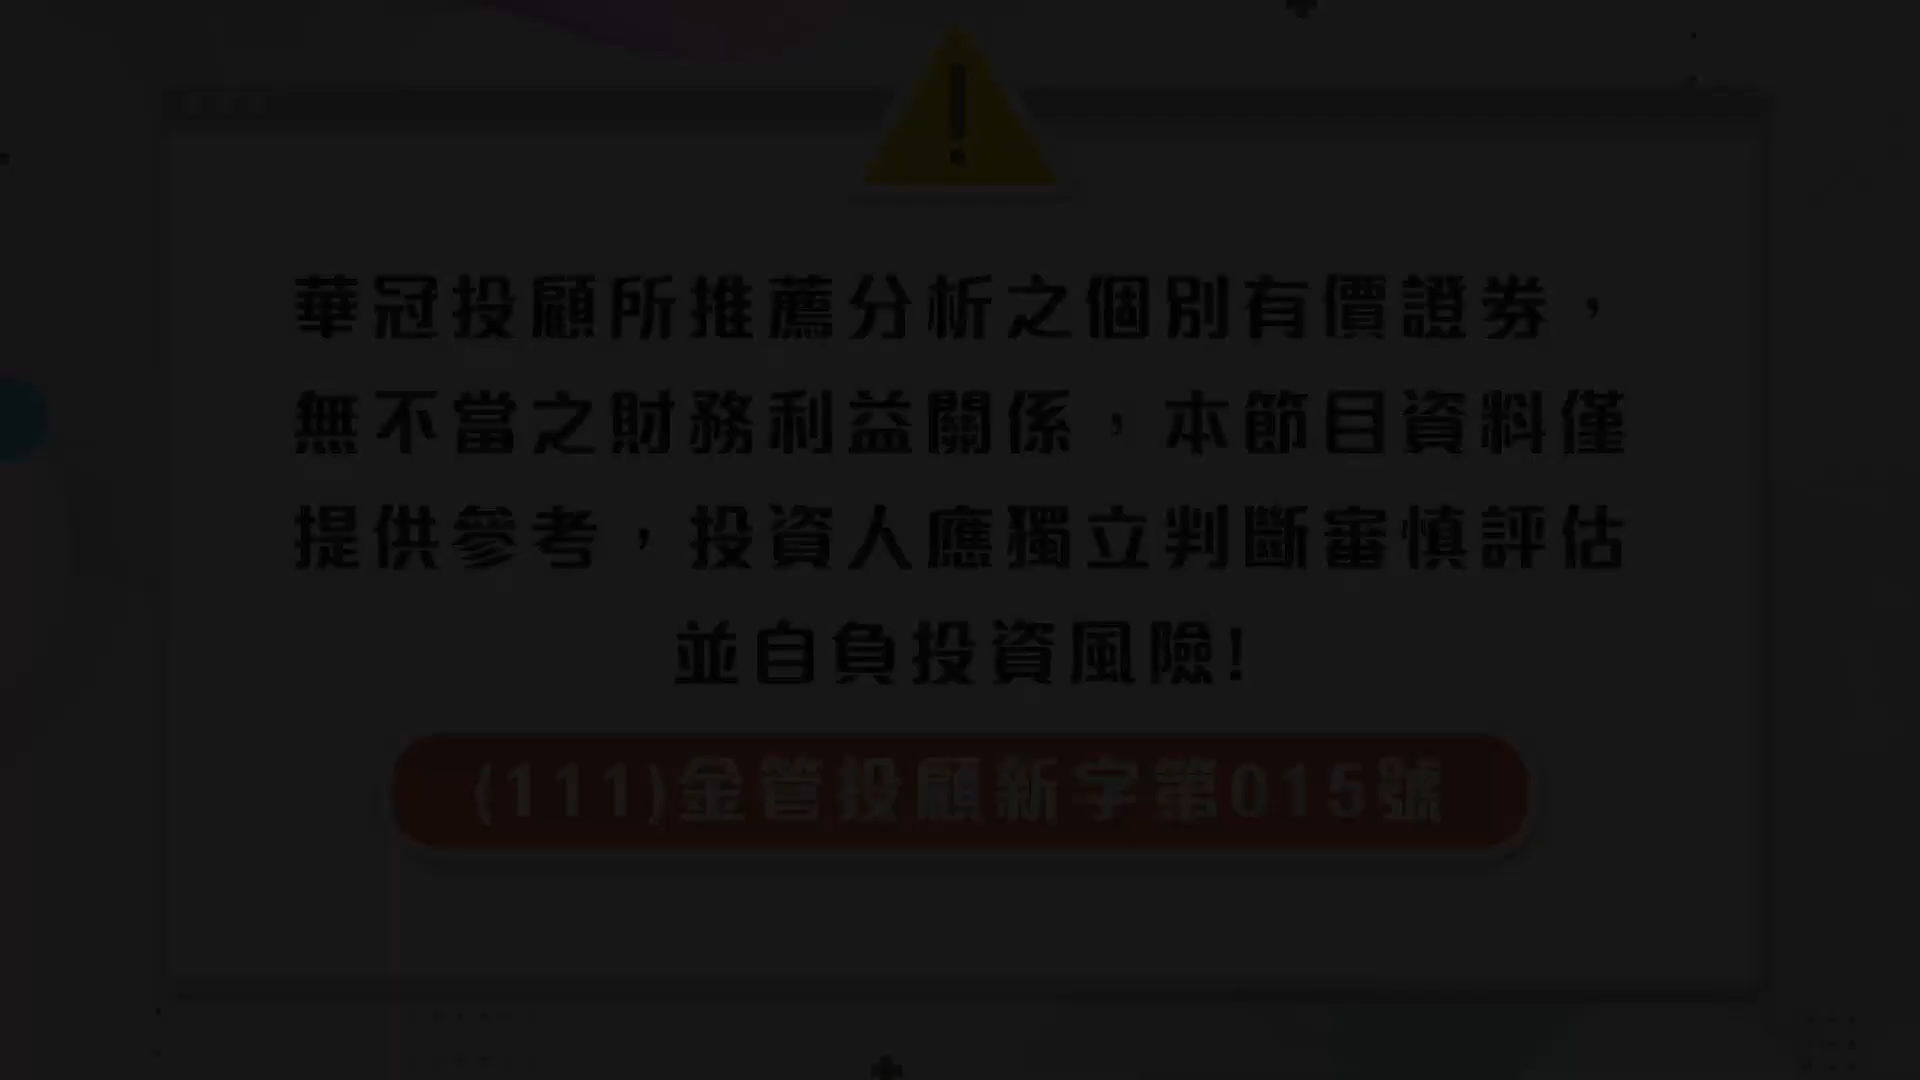 華冠投顧所推薦分析之個別有價證券，
無不當之財務利益關係，本節目資料僅
提供參考，投資人應獨立判斷審慎評估
並自負投資風險!
(111)金管投顧新字第015號